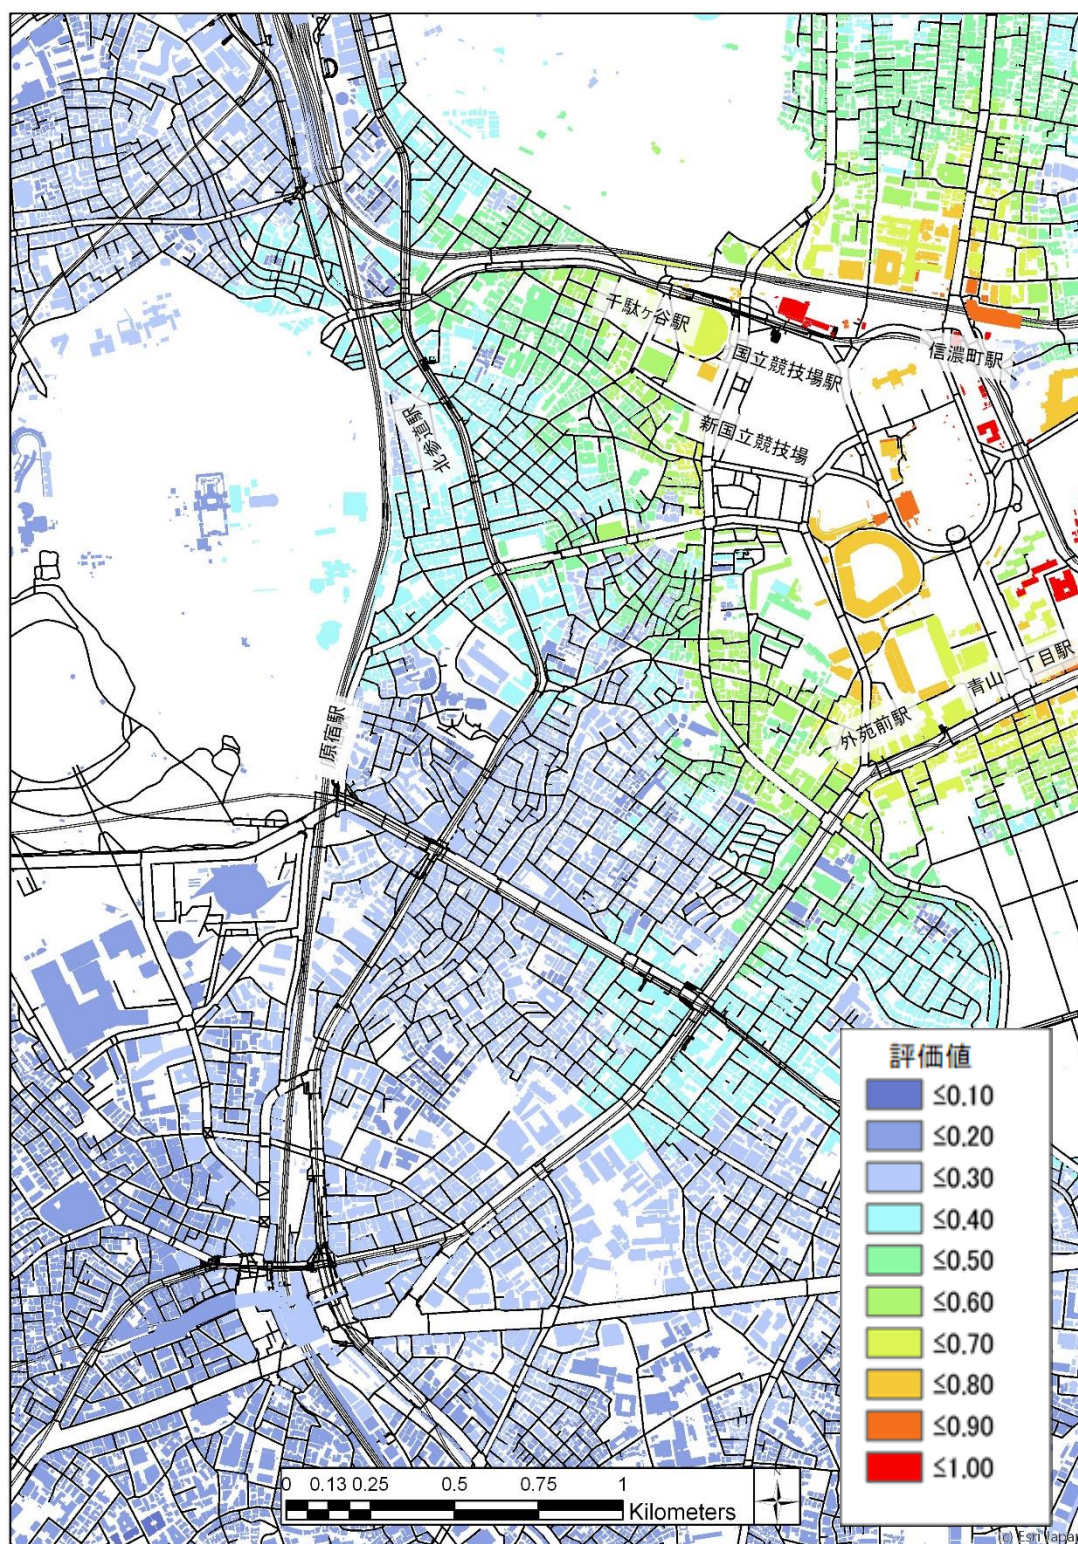 千駄ヶ谷駅
国立競技場駅
信濃町駅
新国立競技場
北参道駅
青山一丁目駅
外苑前駅
原宿駅
評価値
≤0.10
≤0.20
≤0.30
≤0.40
≤0.50
≤0.60
≤0.70
≤0.80
≤0.90
≤1.00
0 0.13 0.25 0.5 0.75 1
Kilometers
N
(c) Esri Japan